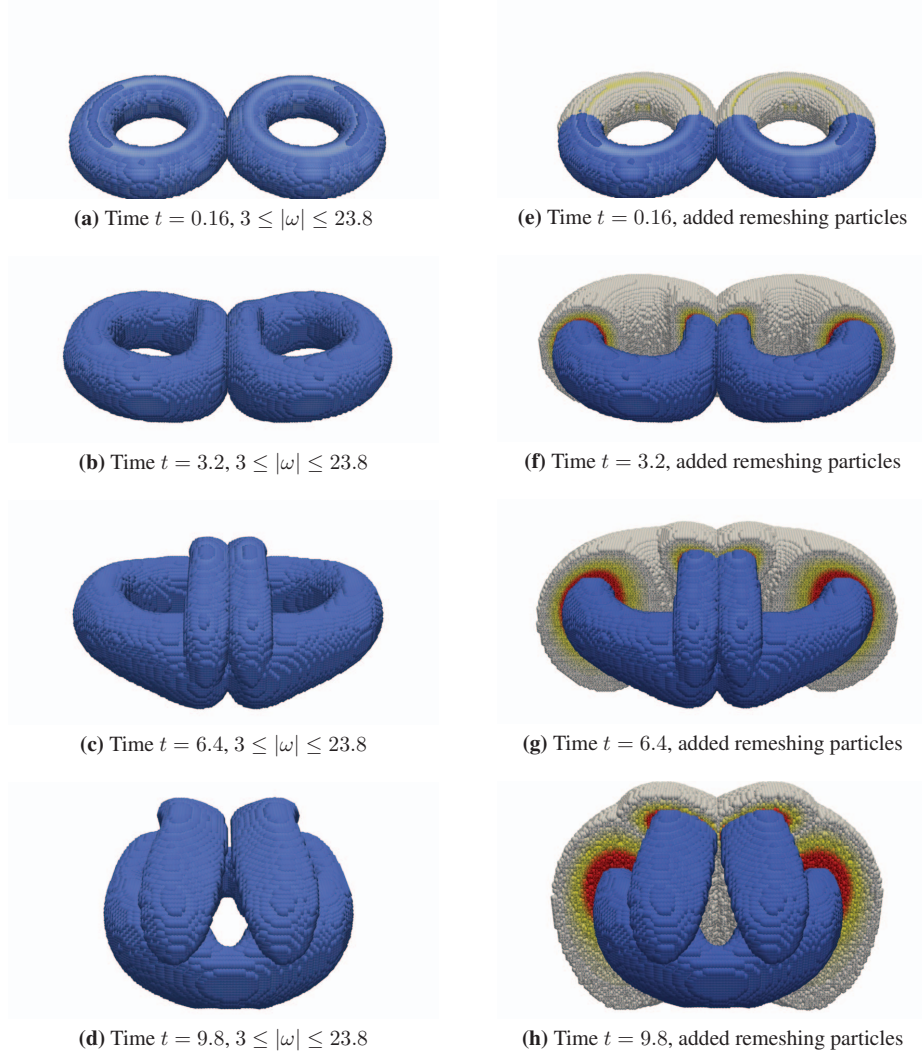 (a) Time t = 0.16, 3 ≤ |ω| ≤ 23.8
(e) Time t = 0.16, added remeshing particles
(b) Time t = 3.2, 3 ≤ |ω| ≤ 23.8
(f) Time t = 3.2, added remeshing particles
(c) Time t = 6.4, 3 ≤ |ω| ≤ 23.8
(g) Time t = 6.4, added remeshing particles
(d) Time t = 9.8, 3 ≤ |ω| ≤ 23.8
(h) Time t = 9.8, added remeshing particles